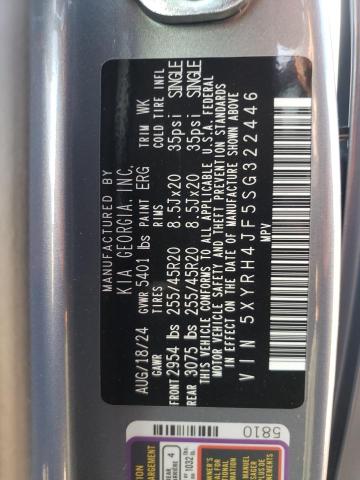 MANUFACTURED BY
KIA GEORGIA, INC.
AUG/18/24 GVWR 5401 lbs PAINT ERG TRIM WK
GAWR TIRES RIMS COLD TIRE INFL
FRONT 2954 lbs 255/45R20 8.5Jx20 35psi SINGLE
REAR 3075 lbs 255/45R20 8.5Jx20 35psi SINGLE
THIS VEHICLE CONFORMS TO ALL APPLICABLE U.S.A. FEDERAL
MOTOR VEHICLE SAFETY AND THEFT PREVENTION STANDARDS
IN EFFECT ON THE DATE OF MANUFACTURE SHOWN ABOVE.
VIN 5XYRH4JF5SG322446
MPV
5810
4
1032 lbs.